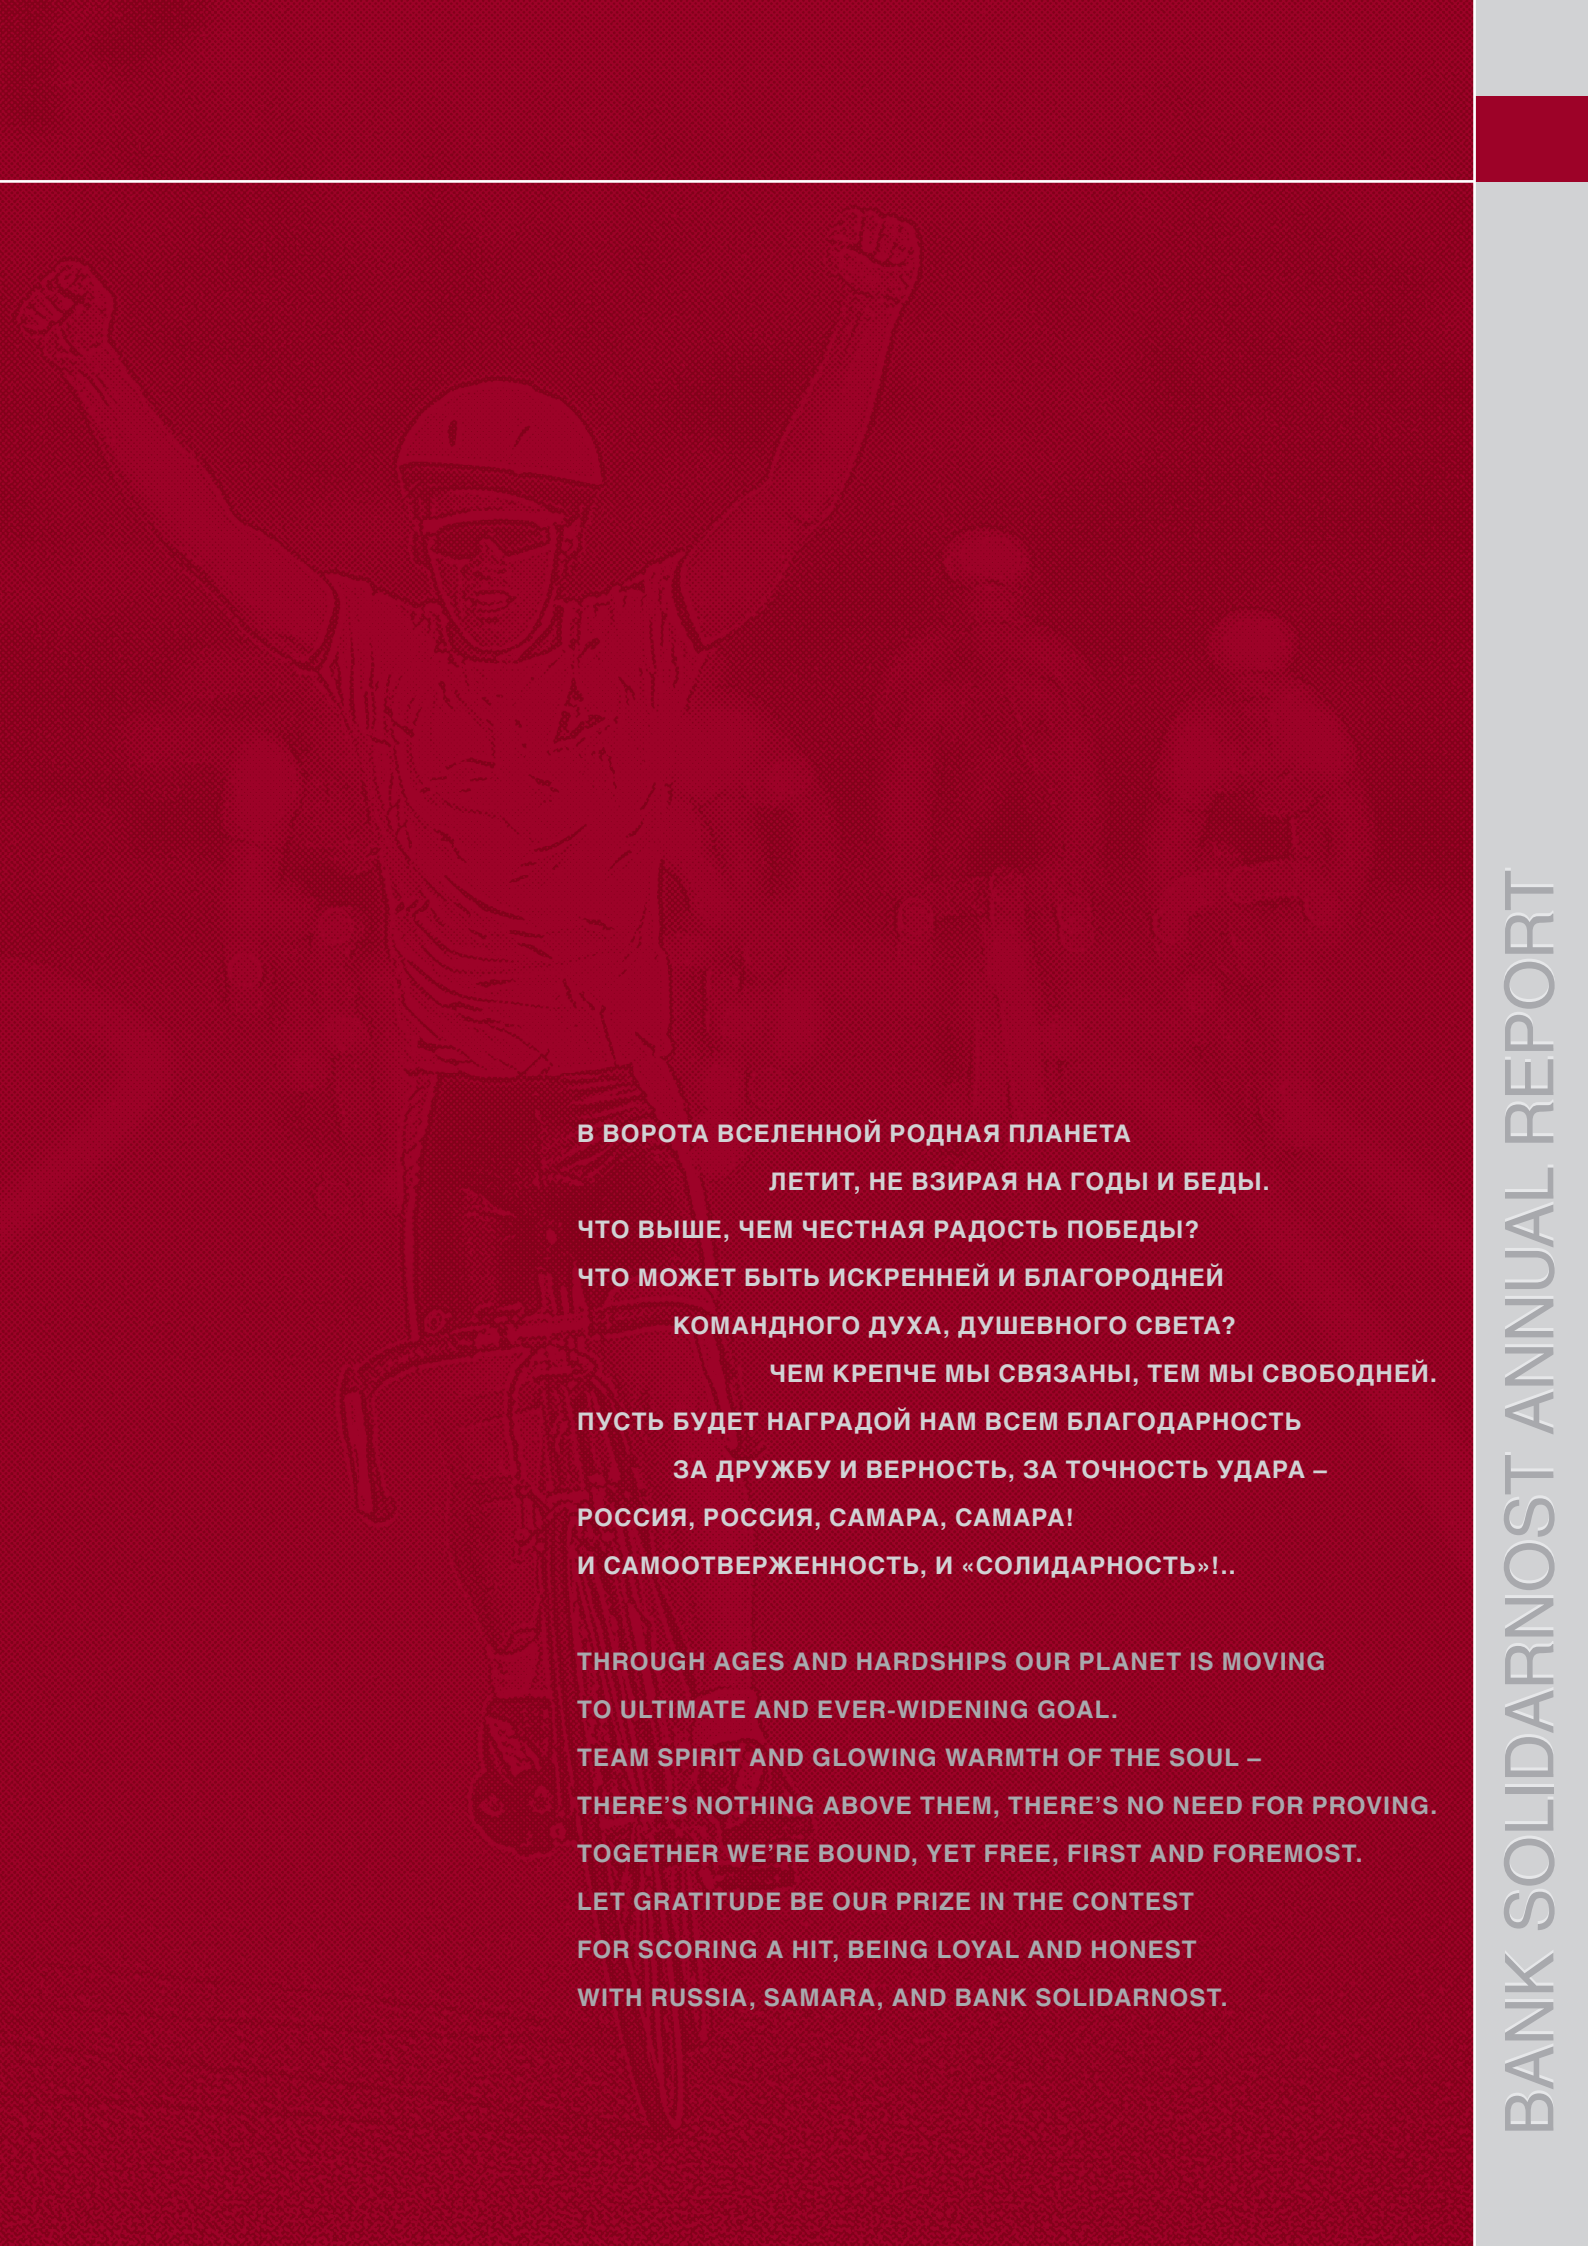 В ВОРОТА ВСЕЛЕННОЙ РОДНАЯ ПЛАНЕТА
ЛЕТИТ, НЕ ВЗИРАЯ НА ГОДЫ И БЕДЫ.
ЧТО ВЫШЕ, ЧЕМ ЧЕСТНАЯ РАДОСТЬ ПОБЕДЫ?
ЧТО МОЖЕТ БЫТЬ ИСКРЕННЕЙ И БЛАГОРОДНЕЙ
КОМАНДНОГО ДУХА, ДУШЕВНОГО СВЕТА?
ЧЕМ КРЕПЧЕ МЫ СВЯЗАНЫ, ТЕМ МЫ СВОБОДНЕЙ.
ПУСТЬ БУДЕТ НАГРАДОЙ НАМ ВСЕМ БЛАГОДАРНОСТЬ
ЗА ДРУЖБУ И ВЕРНОСТЬ, ЗА ТОЧНОСТЬ УДАРА –
РОССИЯ, РОССИЯ, САМАРА, САМАРА!
И САМООТВЕРЖЕННОСТЬ, И «СОЛИДАРНОСТЬ»!..
THROUGH AGES AND HARDSHIPS OUR PLANET IS MOVING
TO ULTIMATE AND EVER-WIDENING GOAL.
TEAM SPIRIT AND GLOWING WARMTH OF THE SOUL –
THERE’S NOTHING ABOVE THEM, THERE’S NO NEED FOR PROVING.
TOGETHER WE’RE BOUND, YET FREE, FIRST AND FOREMOST.
LET GRATITUDE BE OUR PRIZE IN THE CONTEST
FOR SCORING A HIT, BEING LOYAL AND HONEST
WITH RUSSIA, SAMARA, AND BANK SOLIDARNOST.
BANK SOLIDARNOST ANNUAL REPORT